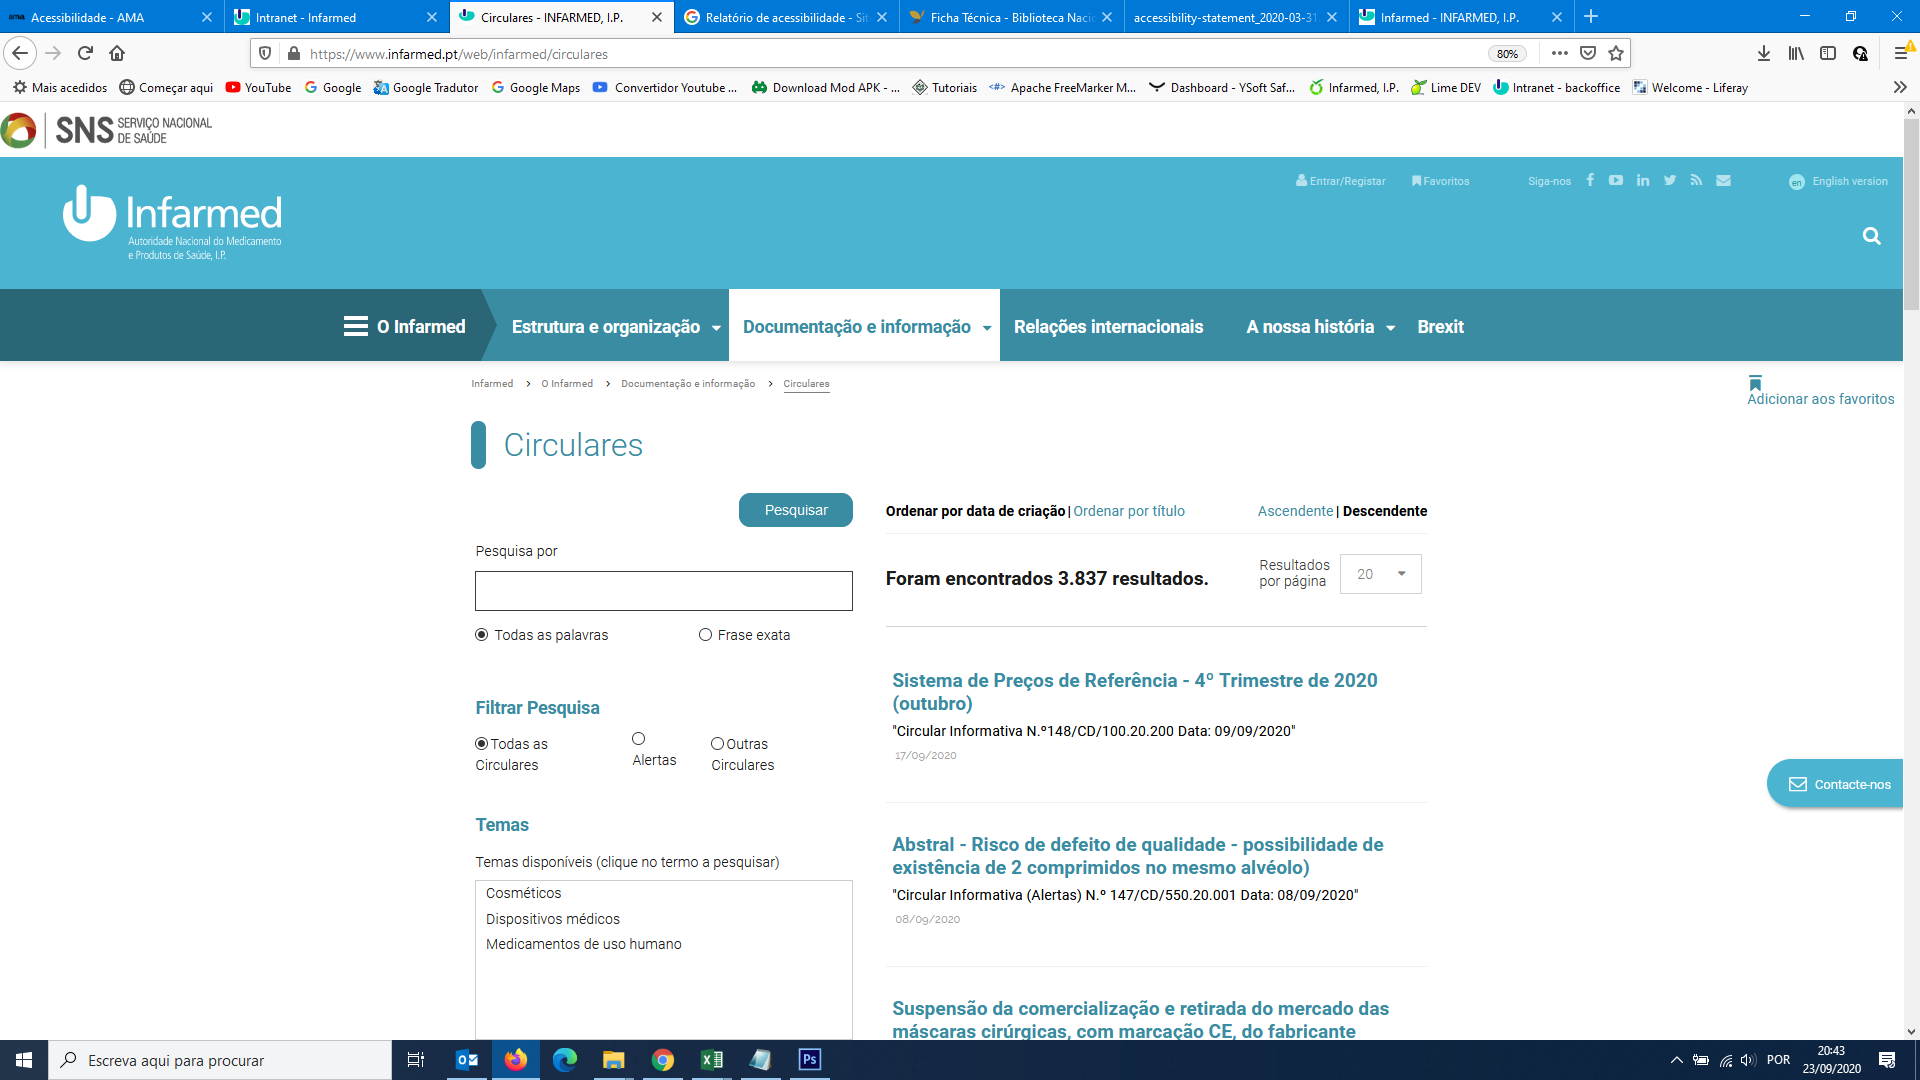 ama Acessibilidade - AMA
Intranet - Infarmed
Circulares - INFARMED, I.P.
Relatório de acessibilidade - Sit
Ficha Técnica - Biblioteca Nacio
accessibility-statement_2020-03-31
Infarmed - INFARMED, I.P.
https://www.infarmed.pt/web/infarmed/circulares
80%
Mais acedidos
Começar aqui
YouTube
Google
Google Tradutor
Google Maps
Convertidor Youtube ...
Download Mod APK - ...
Tutoriais
Apache FreeMarker M...
Dashboard - YSoft Saf...
Infarmed, I.P.
Lime DEV
Intranet - backoffice
Welcome - Liferay
SNS SERVIÇO NACIONAL
DE SAÚDE
Entrar/Registar
Favoritos
Siga-nos
en English version
Infarmed
Autoridade Nacional do Medicamento
e Produtos de Saúde, I.P.
O Infarmed
Estrutura e organização
Documentação e informação
Relações internacionais
A nossa história
Brexit
Infarmed > O Infarmed > Documentação e informação > Circulares
Adicionar aos favoritos
Circulares
Pesquisar
Pesquisa por
Todas as palavras
Frase exata
Filtrar Pesquisa
Todas as
Circulares
Alertas
Outras
Circulares
Temas
Temas disponíveis (clique no termo a pesquisar)
Cosméticos
Dispositivos médicos
Medicamentos de uso humano
Ordenar por data de criação | Ordenar por título
Ascendente | Descendente
Foram encontrados 3.837 resultados.
Resultados
por página
20
Sistema de Preços de Referência - 4º Trimestre de 2020
(outubro)
"Circular Informativa N.º148/CD/100.20.200 Data: 09/09/2020"
17/09/2020
Abstral - Risco de defeito de qualidade - possibilidade de
existência de 2 comprimidos no mesmo alvéolo)
"Circular Informativa (Alertas) N.º 147/CD/550.20.001 Data: 08/09/2020"
08/09/2020
Suspensão da comercialização e retirada do mercado das
máscaras cirúrgicas, com marcação CE, do fabricante
Contacte-nos
Escreva aqui para procurar
Ps
POR
20:43
23/09/2020